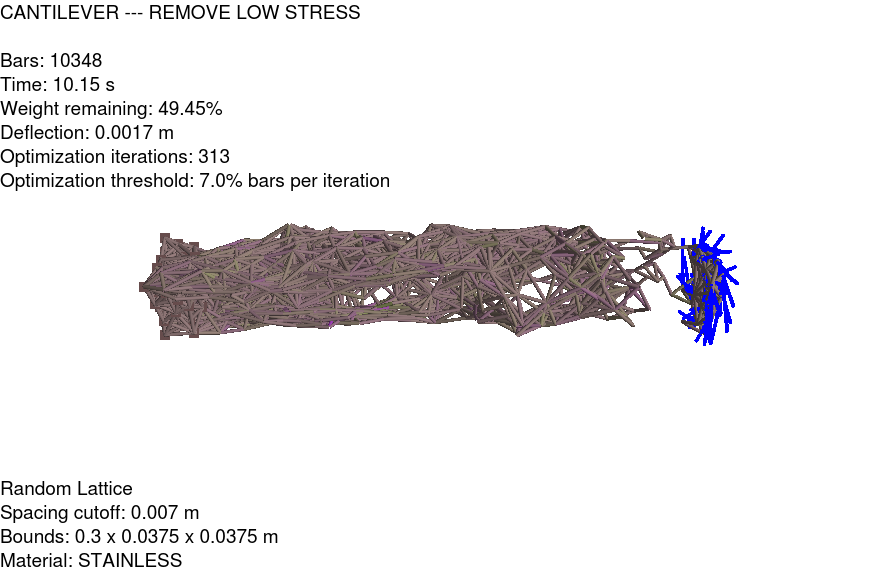 CANTILEVER --- REMOVE LOW STRESS
Bars: 10348
Time: 10.15 s
Weight remaining: 49.45%
Deflection: 0.0017 m
Optimization iterations: 313
Optimization threshold: 7.0% bars per iteration
Random Lattice
Spacing cutoff: 0.007 m
Bounds: 0.3 x 0.0375 x 0.0375 m
Material: STAINLESS